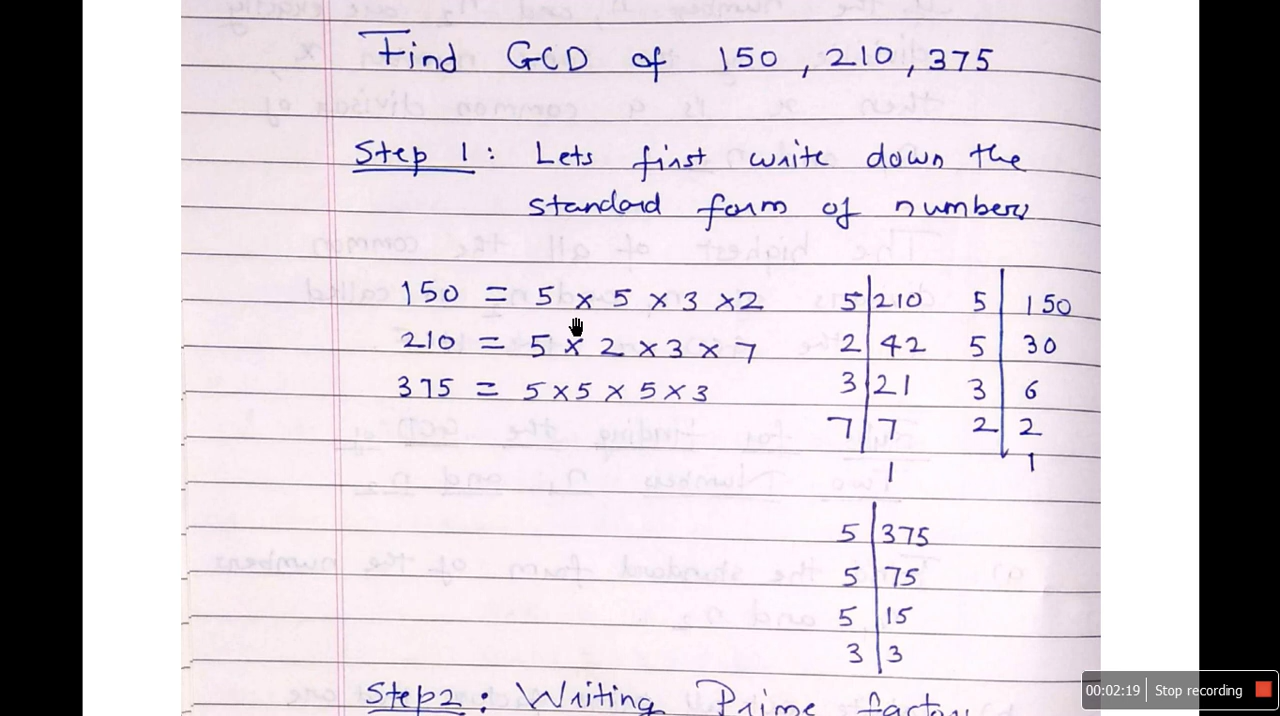 Find GCD of 150, 210, 375
Step 1: Lets first write down the
standard form of numbers
150 = 5 x 5 x 3 x 2
210 = 5 x 2 x 3 x 7
375 = 5 x 5 x 5 x 3
5 | 210
2 | 42
3 | 21
7 | 7
1
5 | 150
5 | 30
3 | 6
2 | 2
1
5 | 375
5 | 75
5 | 15
3 | 3
Step2: Writing Prime factors
00:02:19 Stop recording